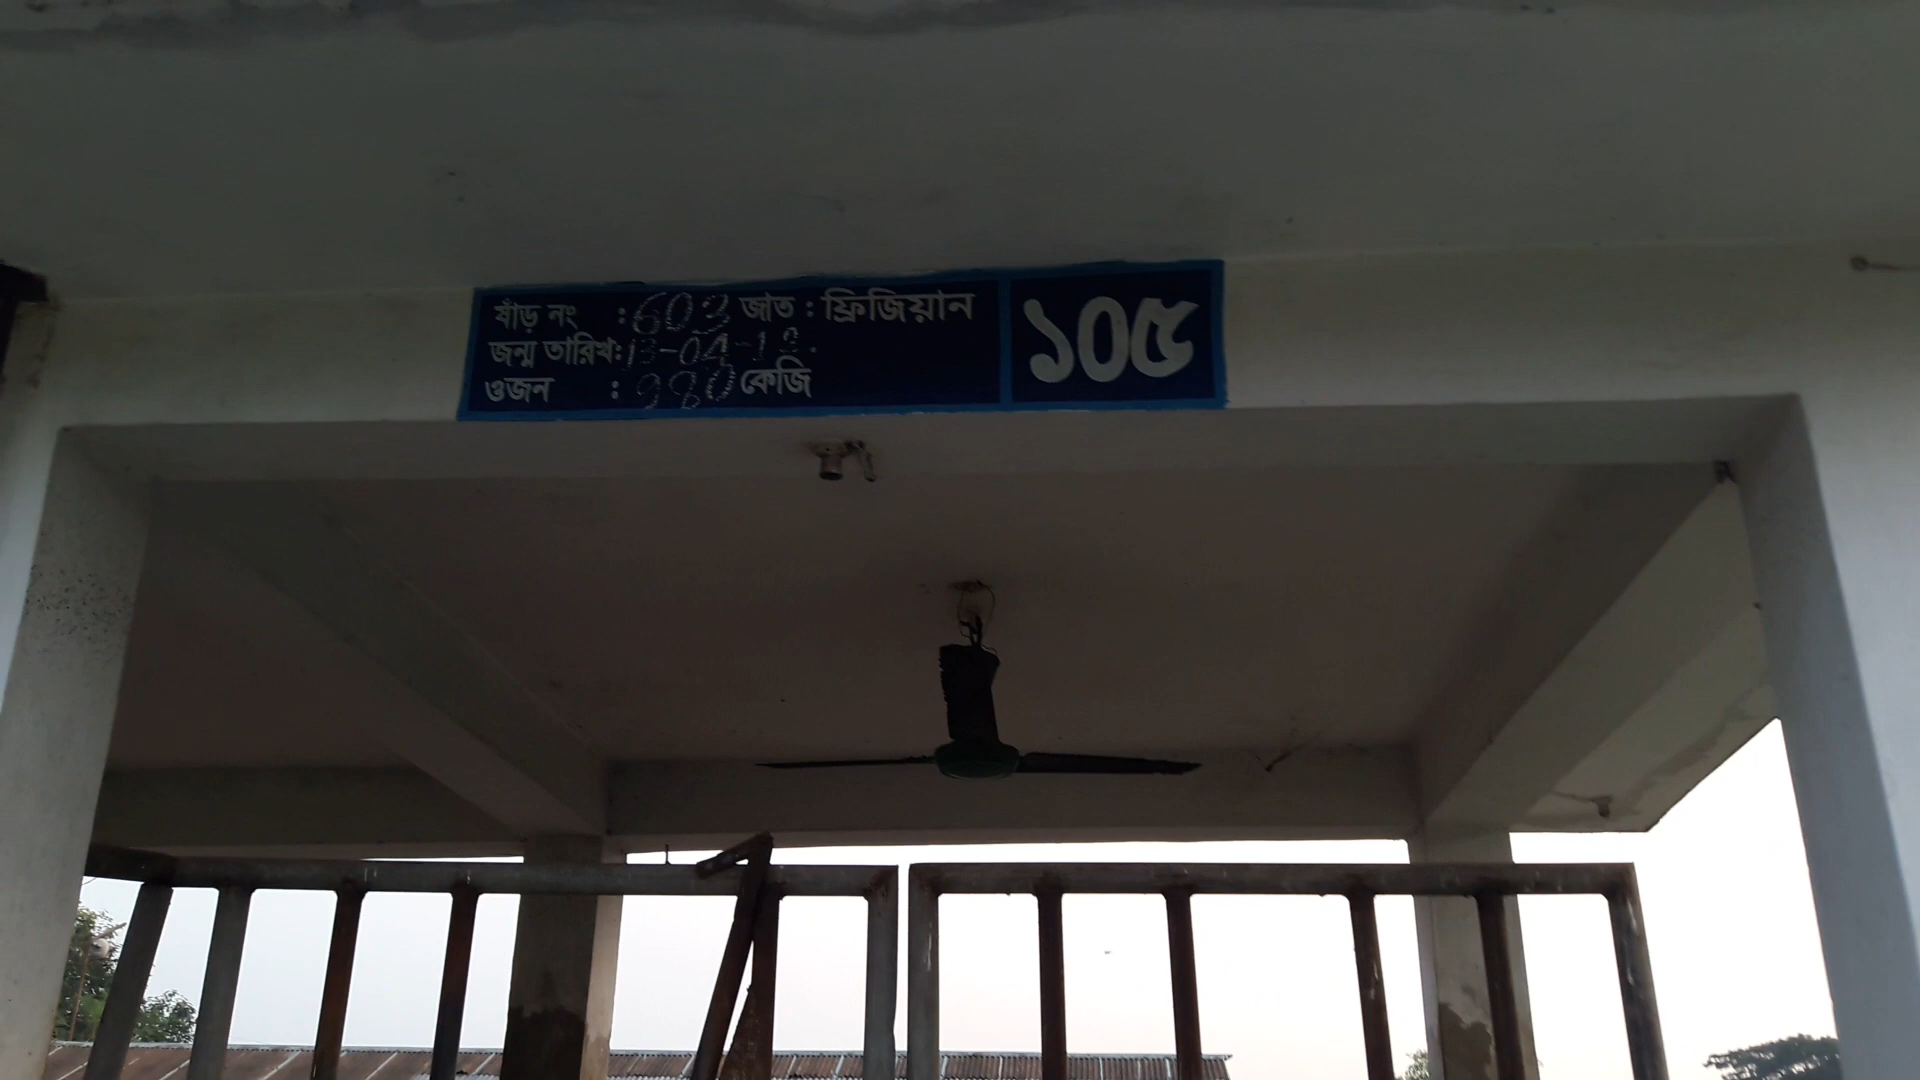 ষাঁড় নং : 603 জাত : ফ্রিজিয়ান
জন্ম তারিখ: 13-04-12.
ওজন : 980 কেজি
১০৫